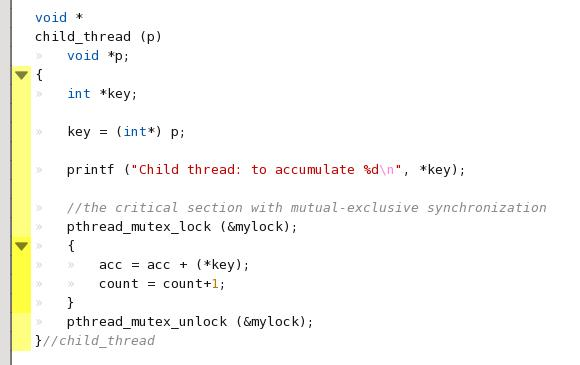 void *
child_thread (p)
void *p;
{
int *key;
key = (int*) p;
printf ("Child thread: to accumulate %d\n", *key);
//the critical section with mutual-exclusive synchronization
pthread_mutex_lock (&mylock);
{
acc = acc + (*key);
count = count+1;
}
pthread_mutex_unlock (&mylock);
}//child_thread